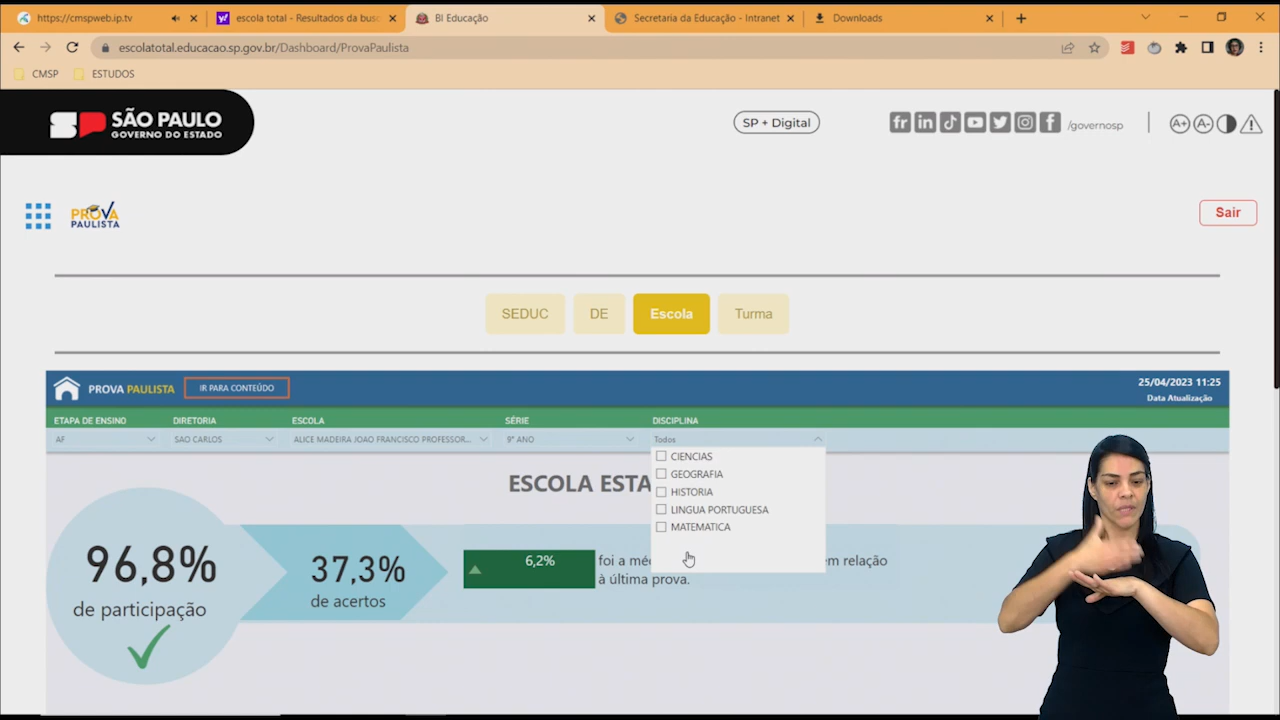 https://cmspweb.ip.tv
escola total - Resultados da busc
BI Educação
Secretaria da Educação - Intranet
Downloads
escolatotal.educacao.sp.gov.br/Dashboard/ProvaPaulista
CMSP
ESTUDOS
SÃO PAULO
GOVERNO DO ESTADO
SP + Digital
/governosp
A+
A-
PROVA
PAULISTA
Sair
SEDUC
DE
Escola
Turma
PROVA PAULISTA
IR PARA CONTEÚDO
25/04/2023 11:25
Data Atualização
ETAPA DE ENSINO
DIRETORIA
ESCOLA
SÉRIE
DISCIPLINA
AF
SAO CARLOS
ALICE MADEIRA JOAO FRANCISCO PROFESSOR...
9º ANO
Todos
CIENCIAS
GEOGRAFIA
HISTORIA
LINGUA PORTUGUESA
MATEMATICA
ESCOLA ESTA
96,8%
de participação
37,3%
de acertos
6,2%
foi a mé
em relação
à última prova.